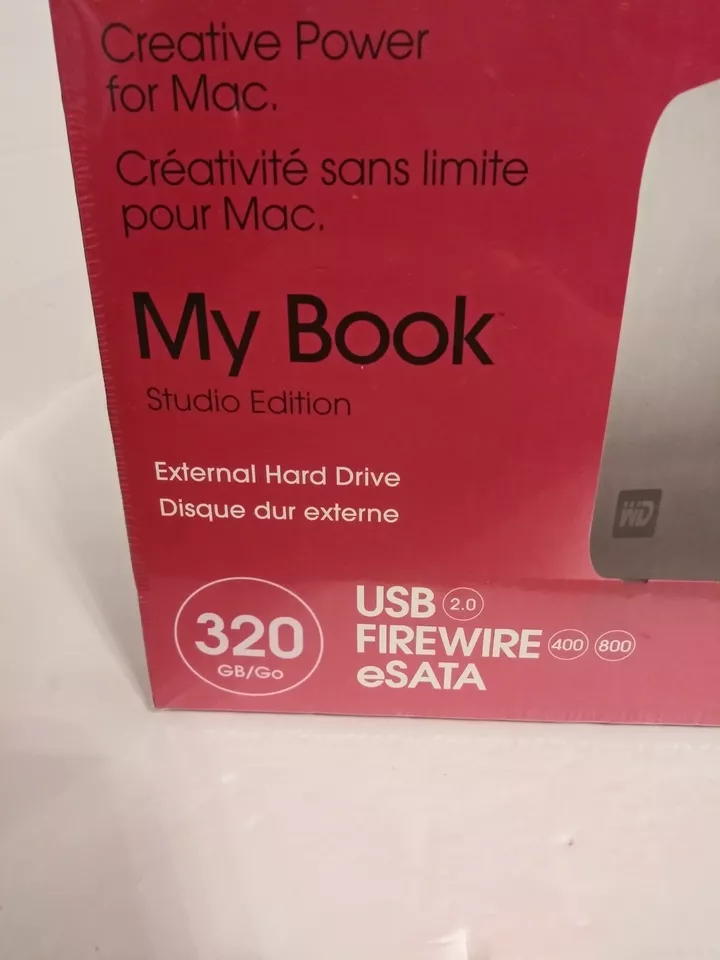 Creative Power
for Mac.
Créativité sans limite
pour Mac.
My Book™
Studio Edition
External Hard Drive
Disque dur externe
320
GB/Go
USB 2.0
FIREWIRE 400 800
eSATA
WD